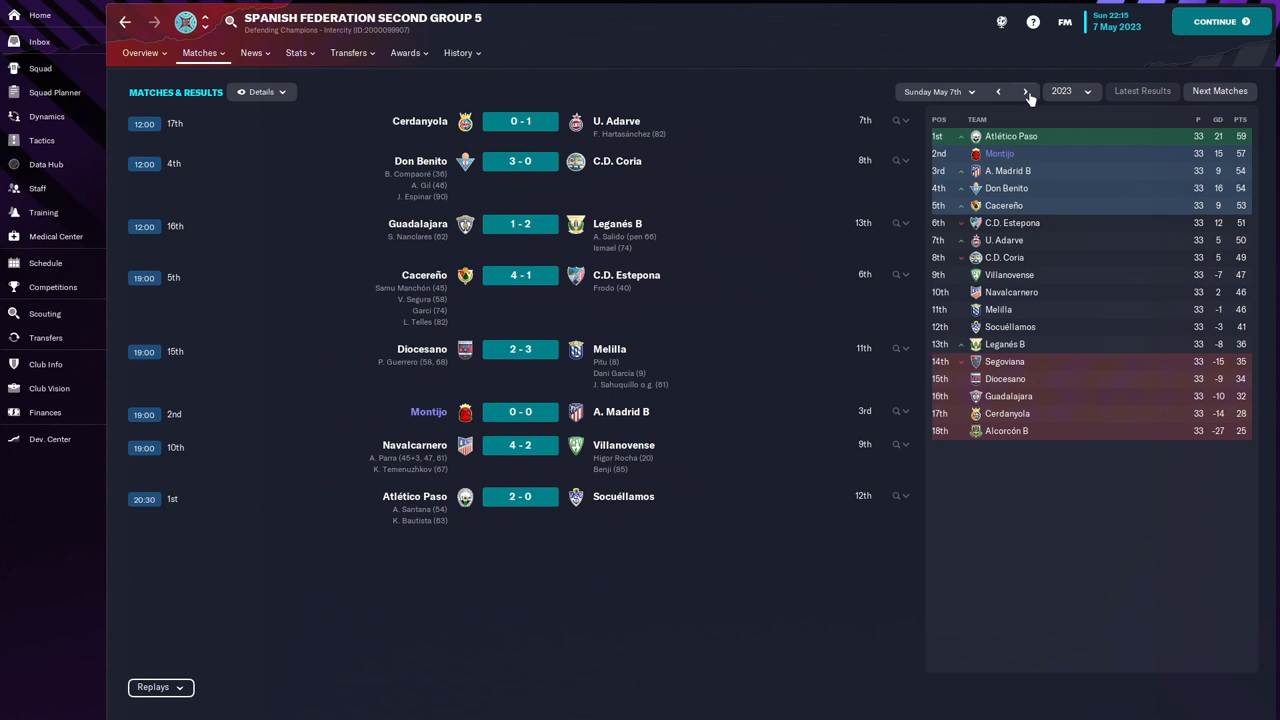 Home
Inbox
Squad
Squad Planner
Dynamics
Tactics
Data Hub
Staff
Training
Medical Center
Schedule
Competitions
Scouting
Transfers
Club Info
Club Vision
Finances
Dev. Center
SPANISH FEDERATION SECOND GROUP 5
Defending Champions - Intercity (ID:2000099907)
FM
Sun 22:15
7 May 2023
CONTINUE
Overview
Matches
News
Stats
Transfers
Awards
History
MATCHES & RESULTS
Details
Sunday May 7th
2023
Latest Results
Next Matches
12:00 17th Cerdanyola 0 - 1 U. Adarve 7th
F. Hartasánchez (82)
12:00 4th Don Benito 3 - 0 C.D. Coria 8th
B. Compaoré (36)
A. Gil (46)
J. Espinar (90)
12:00 16th Guadalajara 1 - 2 Leganés B 13th
S. Nanclares (62) A. Salido (pen 66)
Ismael (74)
19:00 5th Cacereño 4 - 1 C.D. Estepona 6th
Samu Manchón (45) Frodo (40)
V. Segura (58)
Garci (74)
L. Telles (82)
19:00 15th Diocesano 2 - 3 Melilla 11th
P. Guerrero (58, 68) Pitu (8)
Dani García (9)
J. Sahuquillo o.g. (61)
19:00 2nd Montijo 0 - 0 A. Madrid B 3rd
19:00 10th Navalcarnero 4 - 2 Villanovense 9th
A. Parra (45+3, 47, 61) Higor Rocha (20)
K. Temenuzhkov (67) Benji (85)
20:30 1st Atlético Paso 2 - 0 Socuéllamos 12th
A. Santana (54)
K. Bautista (63)
POS TEAM P GD PTS
1st Atlético Paso 33 21 59
2nd Montijo 33 15 57
3rd A. Madrid B 33 9 54
4th Don Benito 33 16 54
5th Cacereño 33 9 53
6th C.D. Estepona 33 12 51
7th U. Adarve 33 5 50
8th C.D. Coria 33 5 49
9th Villanovense 33 -7 47
10th Navalcarnero 33 2 46
11th Melilla 33 -1 46
12th Socuéllamos 33 -3 41
13th Leganés B 33 -8 36
14th Segoviana 33 -15 35
15th Diocesano 33 -9 34
16th Guadalajara 33 -10 32
17th Cerdanyola 33 -14 28
18th Alcorcón B 33 -27 25
Replays